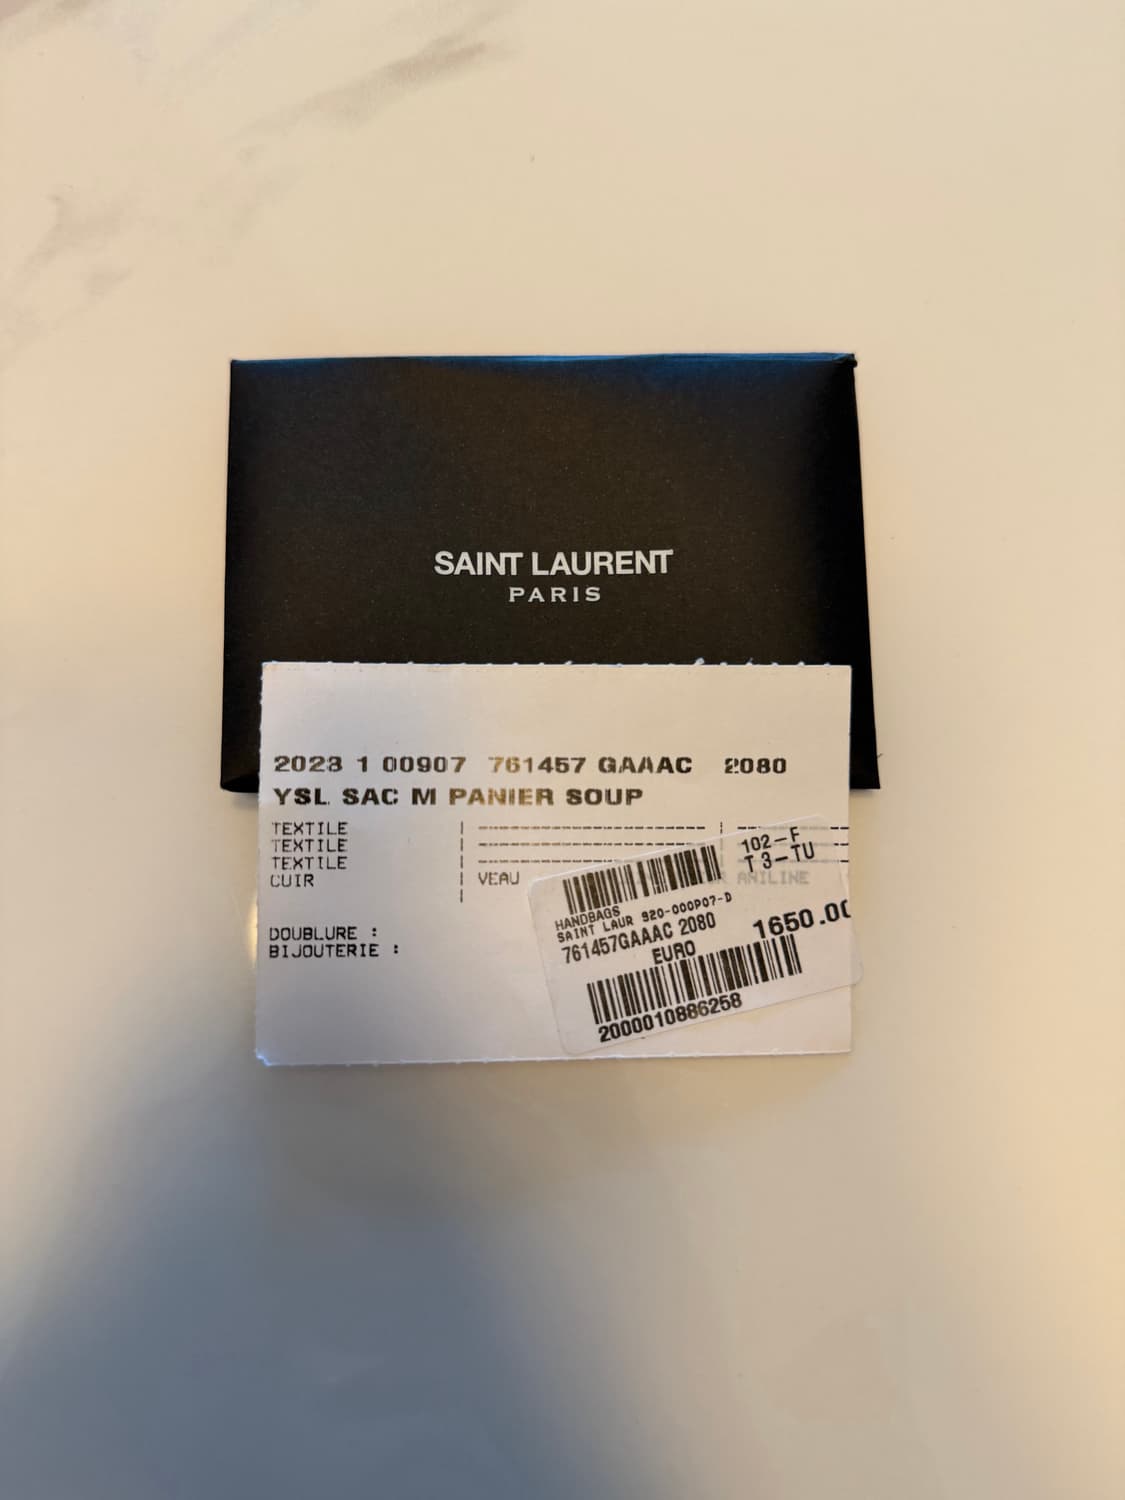 SAINT LAURENT
PARIS
2023 1 00907 761457 GAAAC 2080
YSL SAC M PANIER SOUP
TEXTILE
TEXTILE
TEXTILE
CUIR VEAU ANILINE
DOUBLURE :
BIJOUTERIE :
102-F
T 3-TU
HANDBAGS
SAINT LAUR 920-000P07-D
761457GAAAC 2080
1650.00
EURO
2000010886258